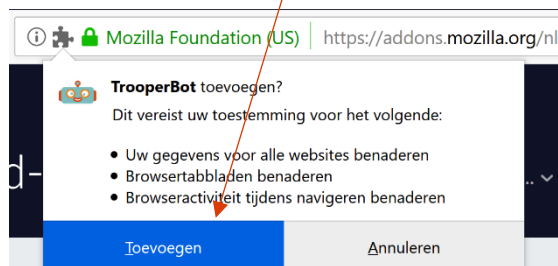 Mozilla Foundation (US) https://addons.mozilla.org/nl
TrooperBot toevoegen?
Dit vereist uw toestemming voor het volgende:
• Uw gegevens voor alle websites benaderen
• Browsertabbladen benaderen
• Browseractiviteit tijdens navigeren benaderen
d-
..
Toevoegen Annuleren